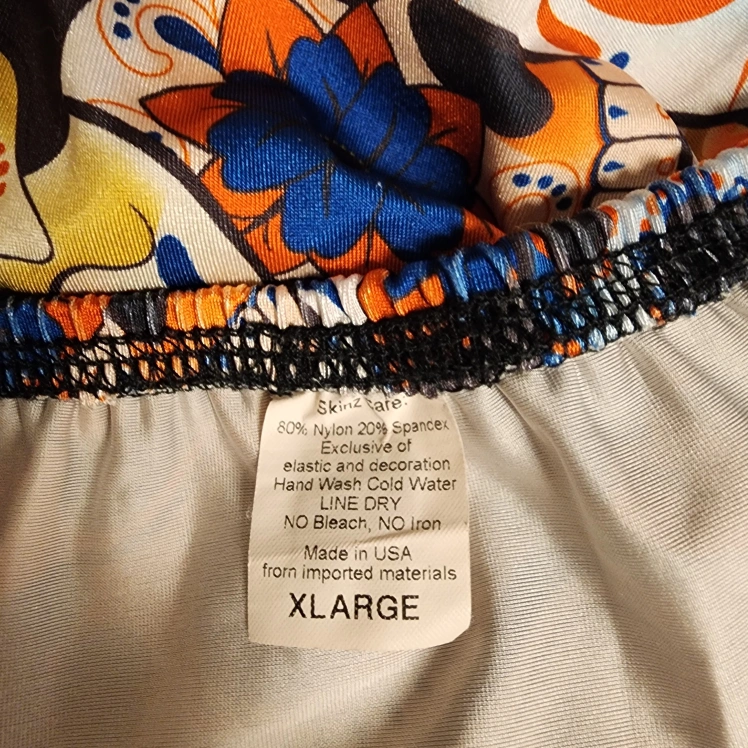 Skinz Care:
80% Nylon 20% Spandex
Exclusive of
elastic and decoration
Hand Wash Cold Water
LINE DRY
NO Bleach, NO Iron
Made in USA
from imported materials
XLARGE